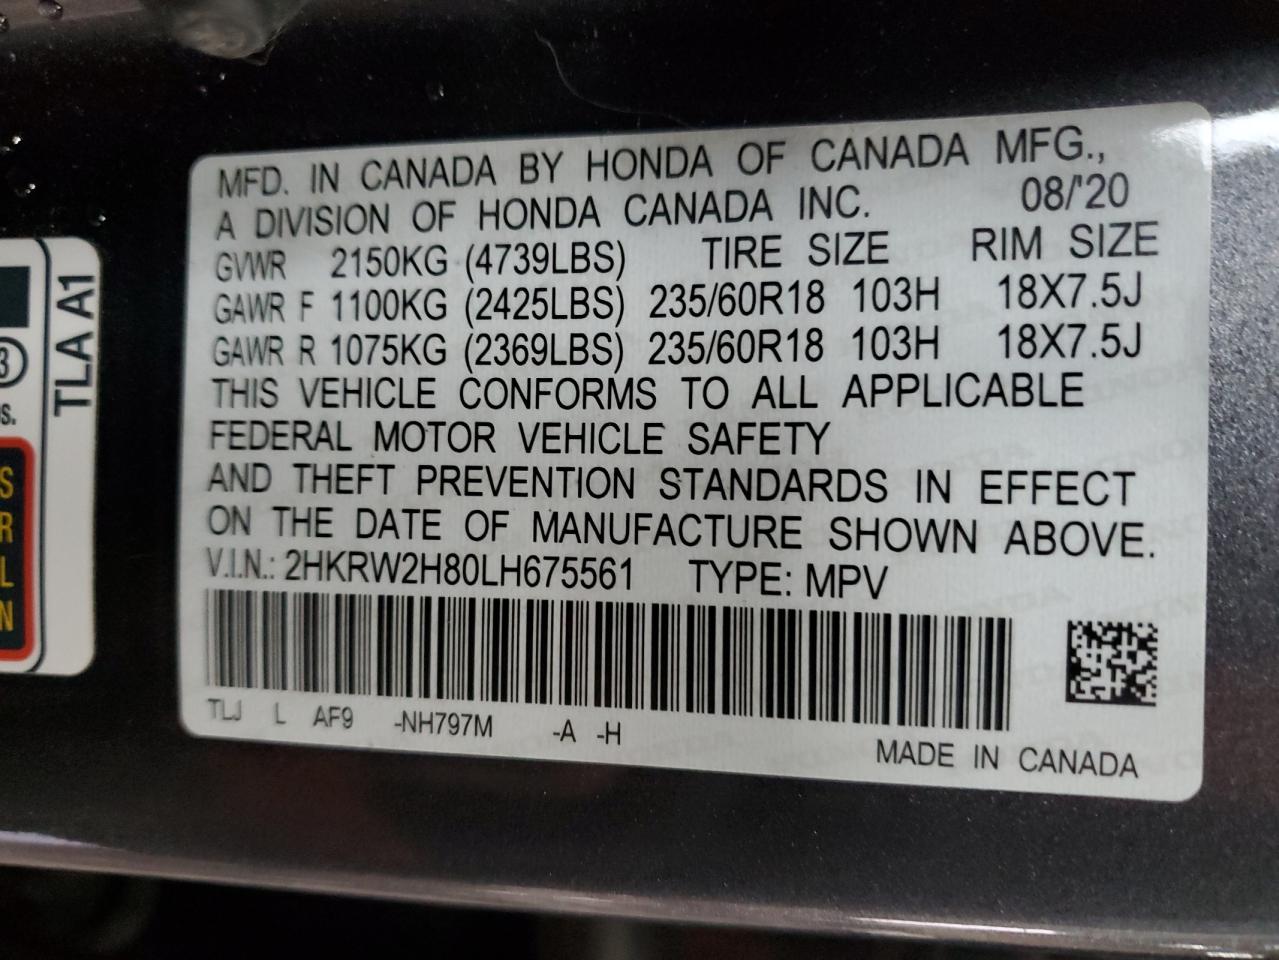 MFD. IN CANADA BY HONDA OF CANADA MFG.,
A DIVISION OF HONDA CANADA INC. 08/'20
GVWR 2150KG (4739LBS) TIRE SIZE RIM SIZE
GAWR F 1100KG (2425LBS) 235/60R18 103H 18X7.5J
GAWR R 1075KG (2369LBS) 235/60R18 103H 18X7.5J
THIS VEHICLE CONFORMS TO ALL APPLICABLE
FEDERAL MOTOR VEHICLE SAFETY
AND THEFT PREVENTION STANDARDS IN EFFECT
ON THE DATE OF MANUFACTURE SHOWN ABOVE.
V.I.N.: 2HKRW2H80LH675561 TYPE: MPV
TLJ L AF9 -NH797M -A -H
MADE IN CANADA
TLA A1